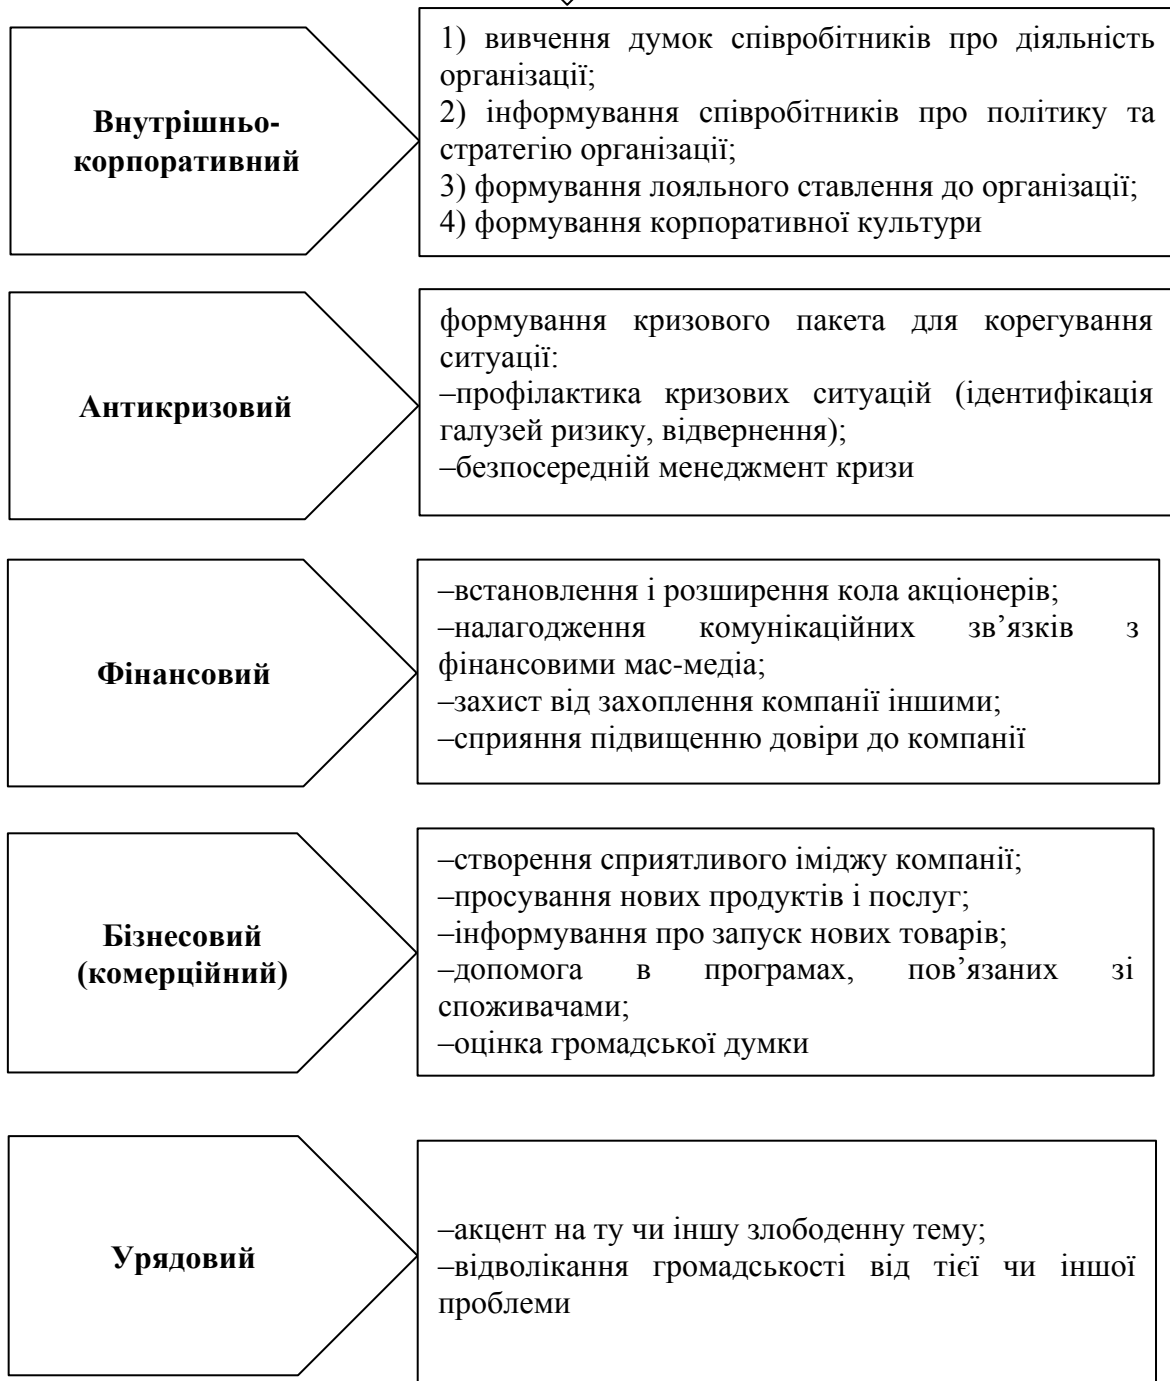 Внутрішньо-
корпоративний
1) вивчення думок співробітників про діяльність
організації;
2) інформування співробітників про політику та
стратегію організації;
3) формування лояльного ставлення до організації;
4) формування корпоративної культури
Антикризовий
формування кризового пакета для корегування
ситуації:
–профілактика кризових ситуацій (ідентифікація
галузей ризику, відвернення);
–безпосередній менеджмент кризи
Фінансовий
–встановлення і розширення кола акціонерів;
–налагодження комунікаційних зв’язків з
фінансовими мас-медіа;
–захист від захоплення компанії іншими;
–сприяння підвищенню довіри до компанії
Бізнесовий
(комерційний)
–створення сприятливого іміджу компанії;
–просування нових продуктів і послуг;
–інформування про запуск нових товарів;
–допомога в програмах, пов’язаних зі
споживачами;
–оцінка громадської думки
Урядовий
–акцент на ту чи іншу злободенну тему;
–відволікання громадськості від тієї чи іншої
проблеми